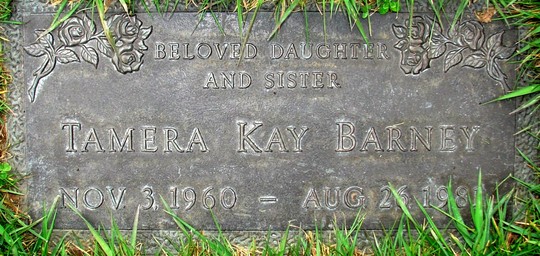 BELOVED DAUGHTER
AND SISTER
TAMERA KAY BARNEY
NOV 3, 1960 – AUG 26